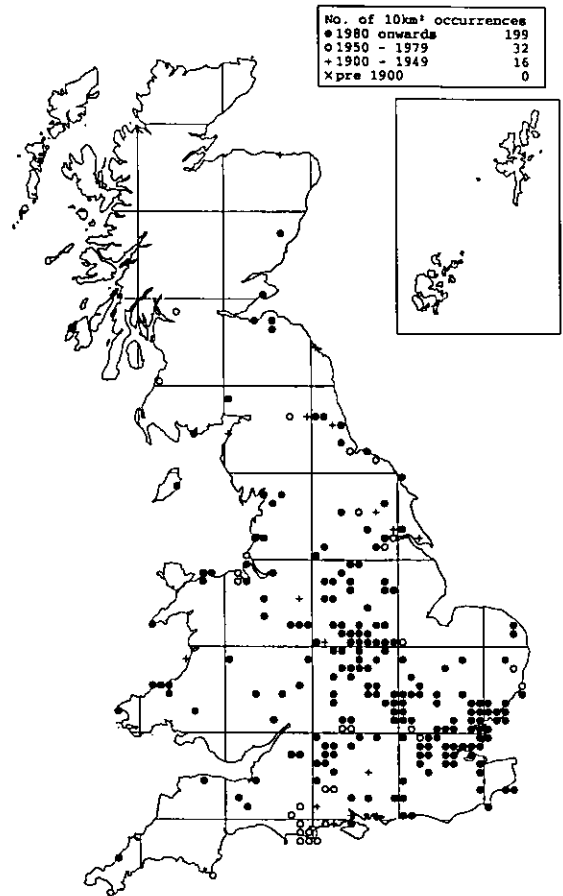 No. of 10km² occurrences
● 1980 onwards 199
○ 1950 - 1979 32
+ 1900 - 1949 16
× pre 1900 0